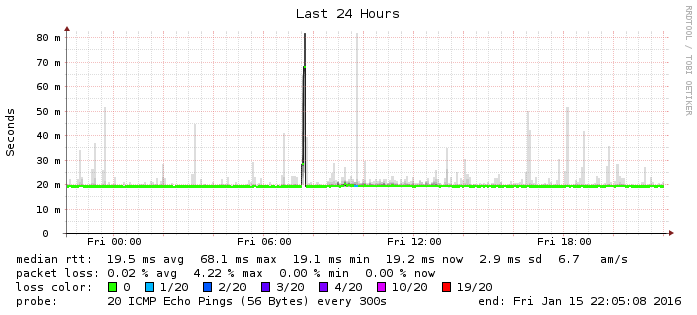 Last 24 Hours
RRDTOOL / TOBI OETIKER
Seconds
80 m
70 m
60 m
50 m
40 m
30 m
20 m
10 m
0
Fri 00:00 Fri 06:00 Fri 12:00 Fri 18:00
median rtt: 19.5 ms avg 68.1 ms max 19.1 ms min 19.2 ms now 2.9 ms sd 6.7 am/s
packet loss: 0.02 % avg 4.22 % max 0.00 % min 0.00 % now
loss color: 0 1/20 2/20 3/20 4/20 10/20 19/20
probe: 20 ICMP Echo Pings (56 Bytes) every 300s end: Fri Jan 15 22:05:08 2016